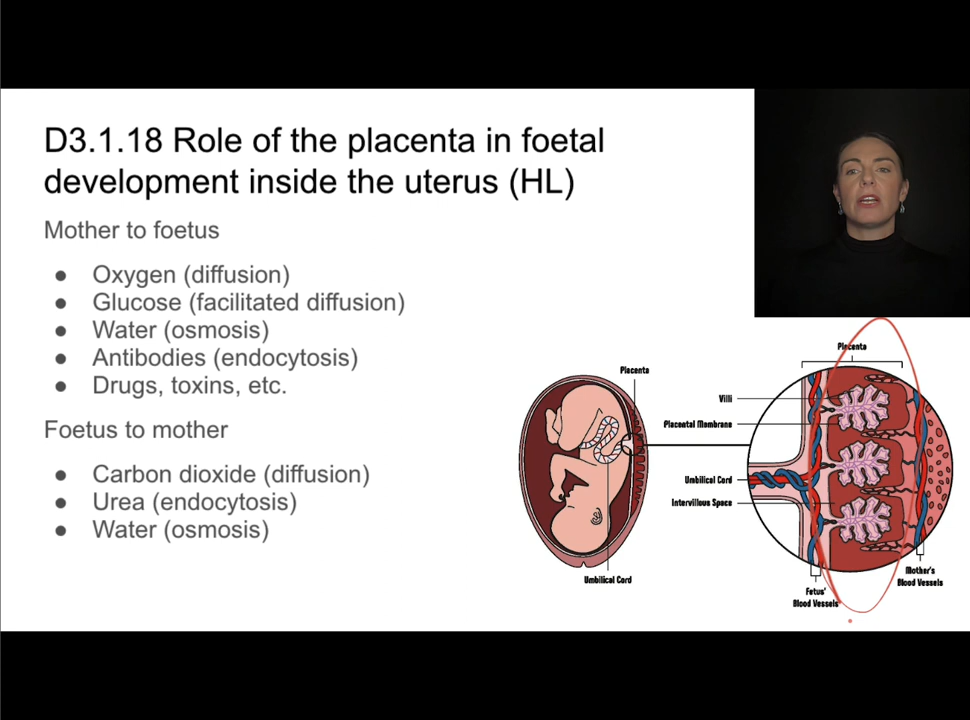 D3.1.18 Role of the placenta in foetal
development inside the uterus (HL)
Mother to foetus
● Oxygen (diffusion)
● Glucose (facilitated diffusion)
● Water (osmosis)
● Antibodies (endocytosis)
● Drugs, toxins, etc.
Foetus to mother
● Carbon dioxide (diffusion)
● Urea (endocytosis)
● Water (osmosis)
Placenta
Umbilical Cord
Placenta
Villi
Placental Membrane
Umbilical Cord
Intervillous Space
Fetus'
Blood Vessels
Mother's
Blood Vessels